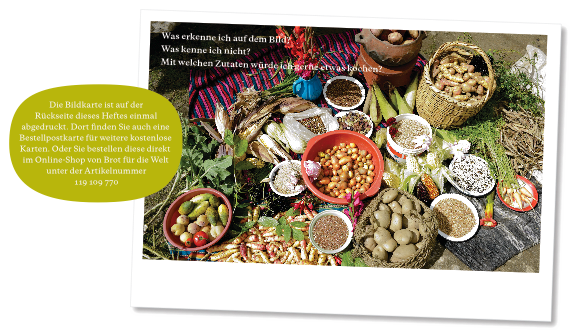 Was erkenne ich auf dem Bild?
Was kenne ich nicht?
Mit welchen Zutaten würde ich gerne etwas kochen?
Die Bildkarte ist auf der
Rückseite dieses Heftes einmal
abgedruckt. Dort finden Sie auch eine
Bestellpostkarte für weitere kostenlose
Karten. Oder Sie bestellen diese direkt
im Online-Shop von Brot für die Welt
unter der Artikelnummer
119 109 770